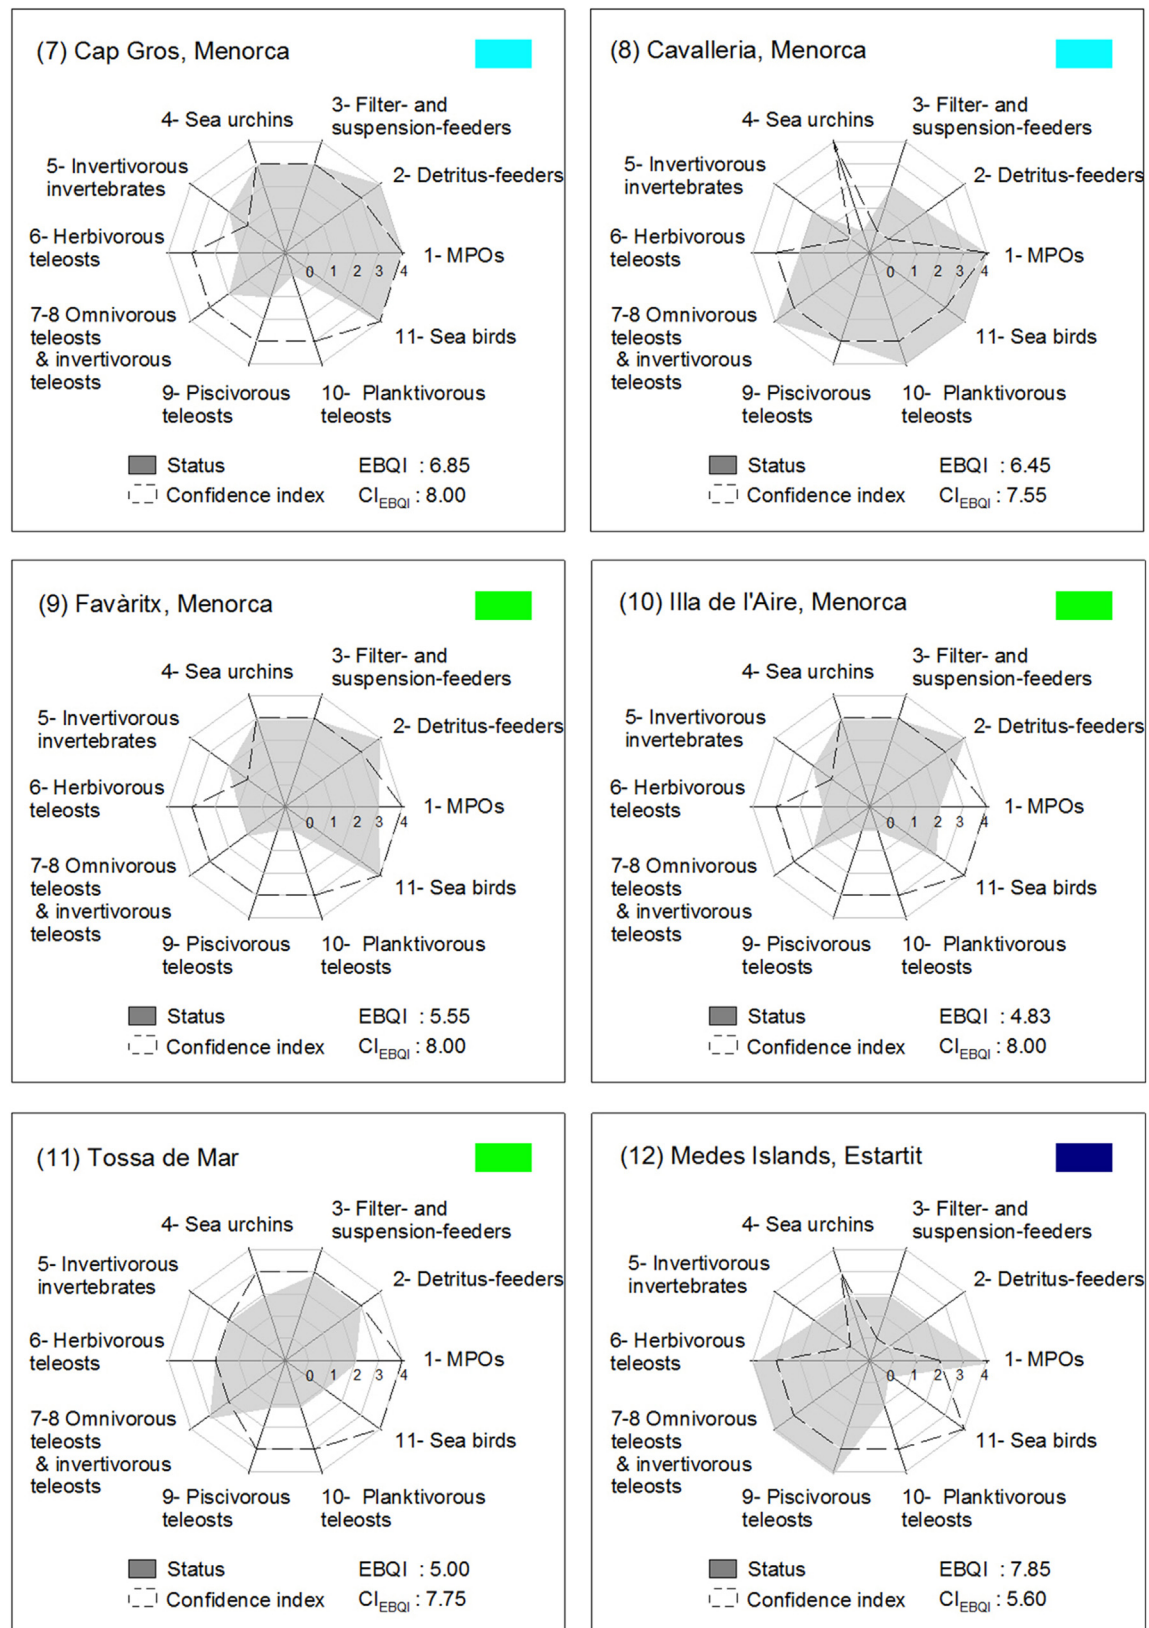 (7) Cap Gros, Menorca
4- Sea urchins
3- Filter- and
suspension-feeders
5- Invertivorous
invertebrates
2- Detritus-feeders
6- Herbivorous
teleosts
1- MPOs
0 1 2 3 4
7-8 Omnivorous
teleosts
& invertivorous
teleosts
11- Sea birds
9- Piscivorous
teleosts
10- Planktivorous
teleosts
Status
EBQI : 6.85
Confidence index
CI_EBQI : 8.00
(8) Cavalleria, Menorca
4- Sea urchins
3- Filter- and
suspension-feeders
5- Invertivorous
invertebrates
2- Detritus-feeders
6- Herbivorous
teleosts
1- MPOs
0 1 2 3 4
7-8 Omnivorous
teleosts
& invertivorous
teleosts
11- Sea birds
9- Piscivorous
teleosts
10- Planktivorous
teleosts
Status
EBQI : 6.45
Confidence index
CI_EBQI : 7.55
(9) Favàritx, Menorca
4- Sea urchins
3- Filter- and
suspension-feeders
5- Invertivorous
invertebrates
2- Detritus-feeders
6- Herbivorous
teleosts
1- MPOs
0 1 2 3 4
7-8 Omnivorous
teleosts
& invertivorous
teleosts
11- Sea birds
9- Piscivorous
teleosts
10- Planktivorous
teleosts
Status
EBQI : 5.55
Confidence index
CI_EBQI : 8.00
(10) Illa de l'Aire, Menorca
4- Sea urchins
3- Filter- and
suspension-feeders
5- Invertivorous
invertebrates
2- Detritus-feeders
6- Herbivorous
teleosts
1- MPOs
0 1 2 3 4
7-8 Omnivorous
teleosts
& invertivorous
teleosts
11- Sea birds
9- Piscivorous
teleosts
10- Planktivorous
teleosts
Status
EBQI : 4.83
Confidence index
CI_EBQI : 8.00
(11) Tossa de Mar
4- Sea urchins
3- Filter- and
suspension-feeders
5- Invertivorous
invertebrates
2- Detritus-feeders
6- Herbivorous
teleosts
1- MPOs
0 1 2 3 4
7-8 Omnivorous
teleosts
& invertivorous
teleosts
11- Sea birds
9- Piscivorous
teleosts
10- Planktivorous
teleosts
Status
EBQI : 5.00
Confidence index
CI_EBQI : 7.75
(12) Medes Islands, Estartit
4- Sea urchins
3- Filter- and
suspension-feeders
5- Invertivorous
invertebrates
2- Detritus-feeders
6- Herbivorous
teleosts
1- MPOs
0 1 2 3 4
7-8 Omnivorous
teleosts
& invertivorous
teleosts
11- Sea birds
9- Piscivorous
teleosts
10- Planktivorous
teleosts
Status
EBQI : 7.85
Confidence index
CI_EBQI : 5.60